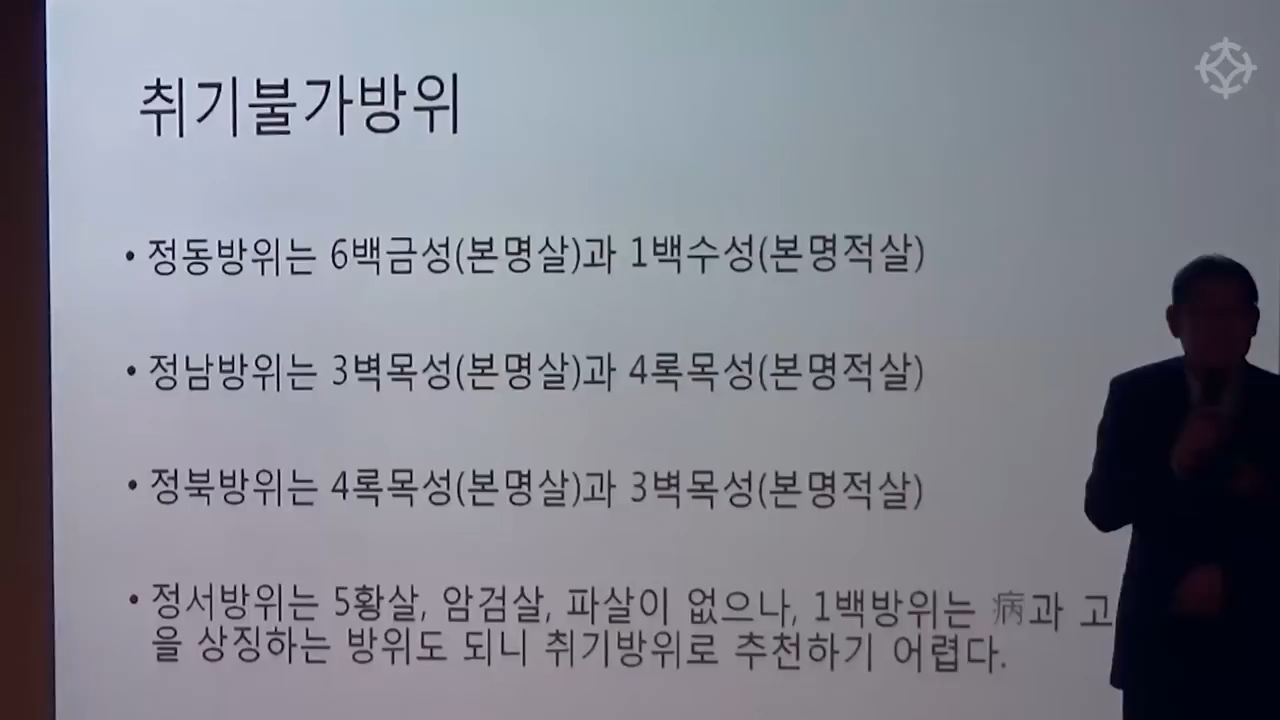 취기불가방위
• 정동방위는 6백금성(본명살)과 1백수성(본명적살)
• 정남방위는 3벽목성(본명살)과 4록목성(본명적살)
• 정북방위는 4록목성(본명살)과 3벽목성(본명적살)
• 정서방위는 5황살, 암검살, 파살이 없으나, 1백방위는 病과 고
을 상징하는 방위도 되니 취기방위로 추천하기 어렵다.